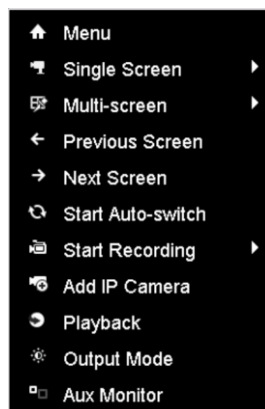 Menu
Single Screen
Multi-screen
Previous Screen
Next Screen
Start Auto-switch
Start Recording
Add IP Camera
Playback
Output Mode
Aux Monitor